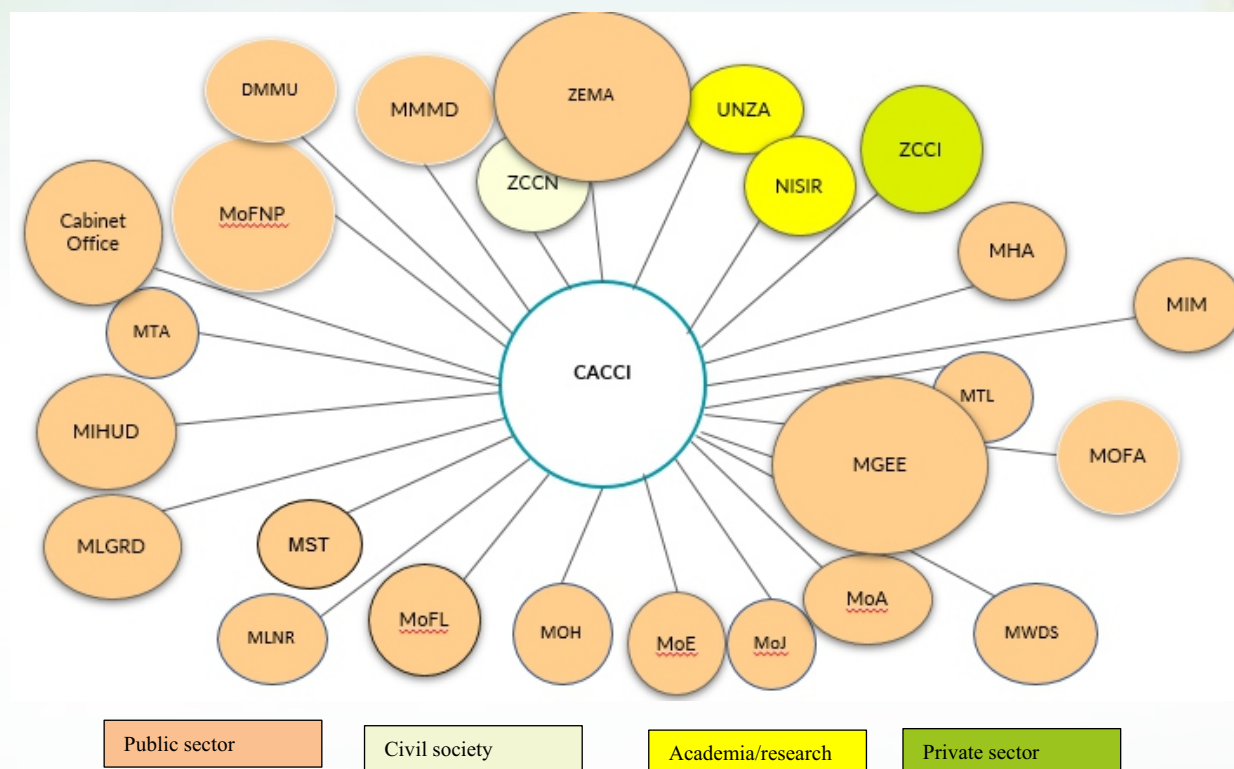 DMMU
MMMD
ZEMA
UNZA
ZCCI
ZCCN
NISIR
Cabinet
Office
MoFNP
MHA
MIM
MTA
CACCI
MTL
MIHUD
MGEE
MOFA
MLGRD
MST
MoFL
MOH
MoE
MoJ
MoA
MWDS
MLNR
Public sector
Civil society
Academia/research
Private sector